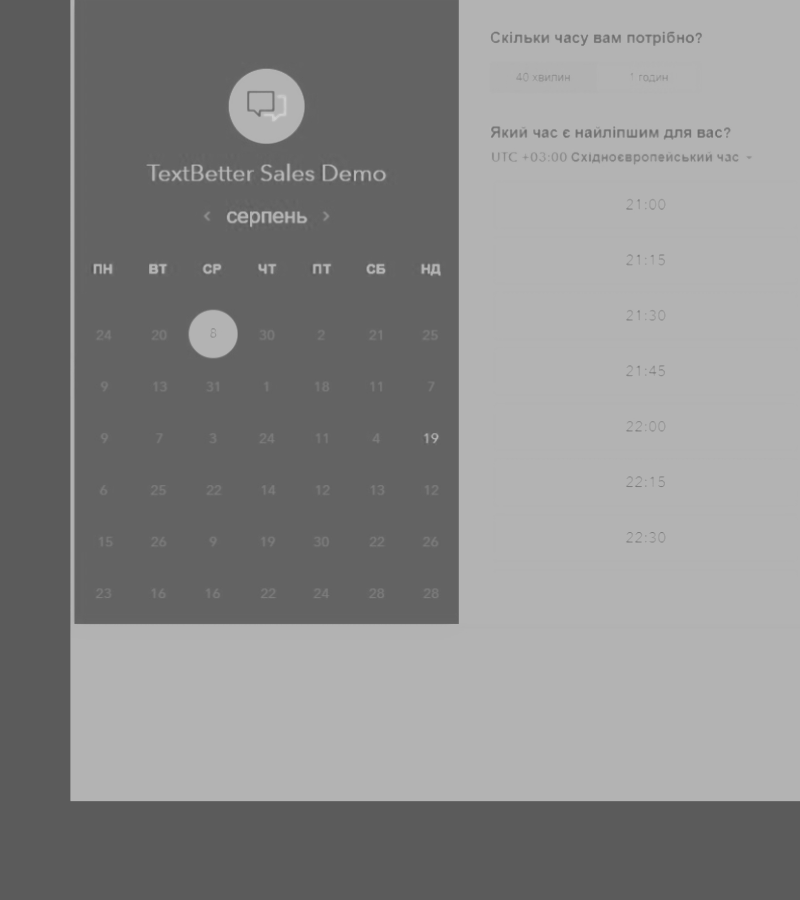 TextBetter Sales Demo
< серпень >
ПН ВТ СР ЧТ ПТ СБ НД
24 20 8 30 2 21 25
9 13 31 1 18 11 7
9 7 3 24 11 4 19
6 25 22 14 12 13 12
15 26 9 19 30 22 26
23 16 16 22 24 28 28
Скільки часу вам потрібно?
40 хвилин 1 годин
Який час є найліпшим для вас?
UTC +03:00 Східноєвропейський час
21:00
21:15
21:30
21:45
22:00
22:15
22:30